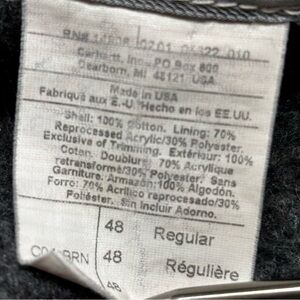 Carhartt, Inc., PO Box 600
Dearborn, MI 48121 USA
Made in USA
Fabriqué aux E.-U. Hecho en los EE.UU.
Shell: 100% Cotton. Lining: 70%
Reprocessed Acrylic/30% Polyester.
Exclusive of Trimming. Extérieur: 100%
Coton. Doublure: 70% Acrylique
retransformé/30% Polyester. Sans
Garniture. Armazón: 100% Algodón.
Forro: 70% Acrílico reprocesado/30%
Poliéster. Sin Incluir Adorno.
48 Regular
48 Régulière
48